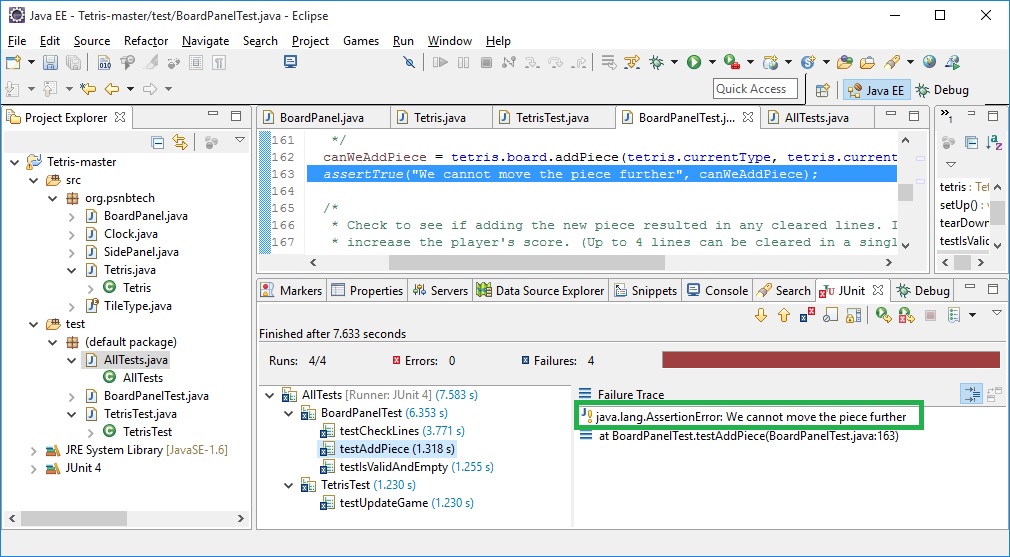 Java EE - Tetris-master/test/BoardPanelTest.java - Eclipse
File Edit Source Refactor Navigate Search Project Games Run Window Help
Quick Access Java EE Debug
Project Explorer
Tetris-master
src
org.psnbtech
BoardPanel.java
Clock.java
SidePanel.java
Tetris.java
Tetris
TileType.java
test
(default package)
AllTests.java
AllTests
BoardPanelTest.java
TetrisTest.java
TetrisTest
JRE System Library [JavaSE-1.6]
JUnit 4
BoardPanel.java Tetris.java TetrisTest.java BoardPanelTest.j... AllTests.java
161 */
162 canWeAddPiece = tetris.board.addPiece(tetris.currentType, tetris.current
163 assertTrue("We cannot move the piece further", canWeAddPiece);
164
165 /*
166 * Check to see if adding the new piece resulted in any cleared lines. I
167 * increase the player's score. (Up to 4 lines can be cleared in a singl
»1
tetris : Tet
setUp() : v
tearDown
testIsValid
Markers Properties Servers Data Source Explorer Snippets Console Search JUnit Debug
Finished after 7.633 seconds
Runs: 4/4 Errors: 0 Failures: 4
AllTests [Runner: JUnit 4] (7.583 s)
BoardPanelTest (6.353 s)
testCheckLines (3.771 s)
testAddPiece (1.318 s)
testIsValidAndEmpty (1.255 s)
TetrisTest (1.230 s)
testUpdateGame (1.230 s)
Failure Trace
java.lang.AssertionError: We cannot move the piece further
at BoardPanelTest.testAddPiece(BoardPanelTest.java:163)